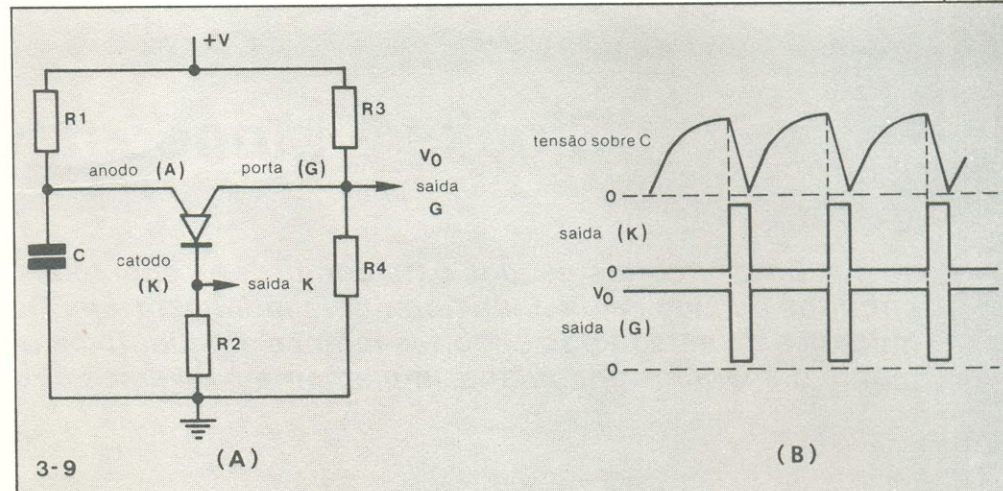 +V
R1
R3
anodo (A)
porta (G)
V0
saida
G
C
catodo
(K)
saida K
R4
R2
3-9
(A)
tensão sobre C
0
saida (K)
0
V0
saida (G)
0
(B)